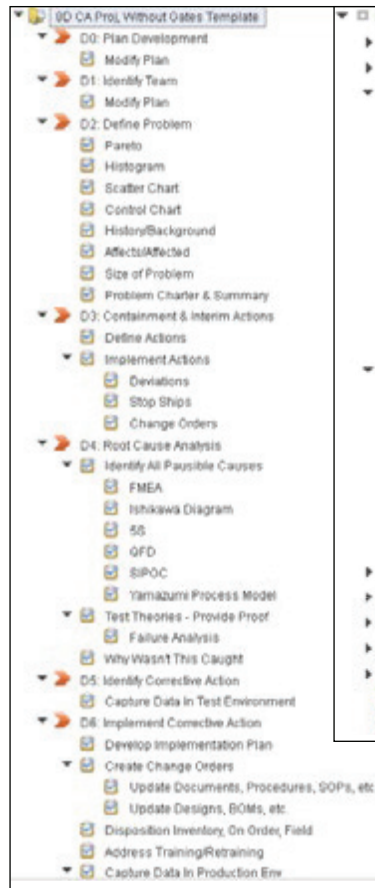 8D CA Proj, Without Gates Template
D0: Plan Development
Modify Plan
D1: Identify Team
Modify Plan
D2: Define Problem
Pareto
Histogram
Scatter Chart
Control Chart
History/Background
Affects/Affected
Size of Problem
Problem Charter & Summary
D3: Containment & Interim Actions
Define Actions
Implement Actions
Deviations
Stop Ships
Change Orders
D4: Root Cause Analysis
Identify All Pausible Causes
FMEA
Ishikawa Diagram
5S
QFD
SIPOC
Yamazumi Process Model
Test Theories - Provide Proof
Failure Analysis
Why Wasn't This Caught
D5: Identify Corrective Action
Capture Data In Test Environment
D6: Implement Corrective Action
Develop Implementation Plan
Create Change Orders
Update Documents, Procedures, SOPs, etc
Update Designs, BOMs, etc
Disposition Inventory, On Order, Field
Address Training/Retraining
Capture Data In Production Env